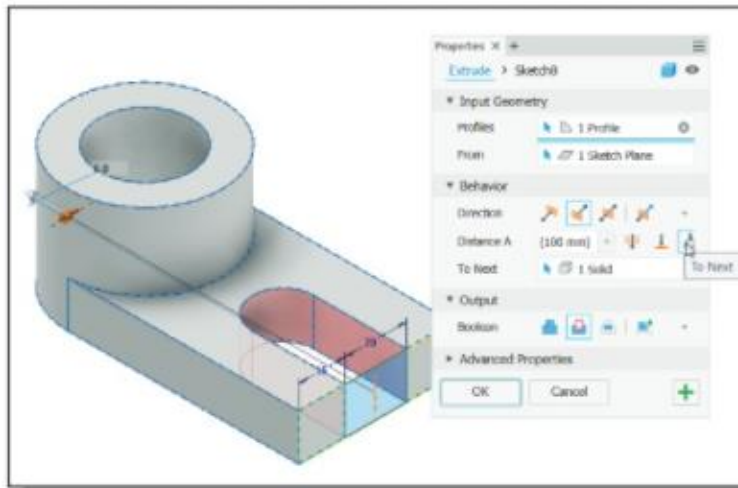 Properties × +
Extrude > Sketch8
Input Geometry
Profiles 1 Profile
From 1 Sketch Plane
Behavior
Direction
Distance A (100 mm)
To Next 1 Solid
To Next
Output
Boolean
Advanced Properties
OK Cancel